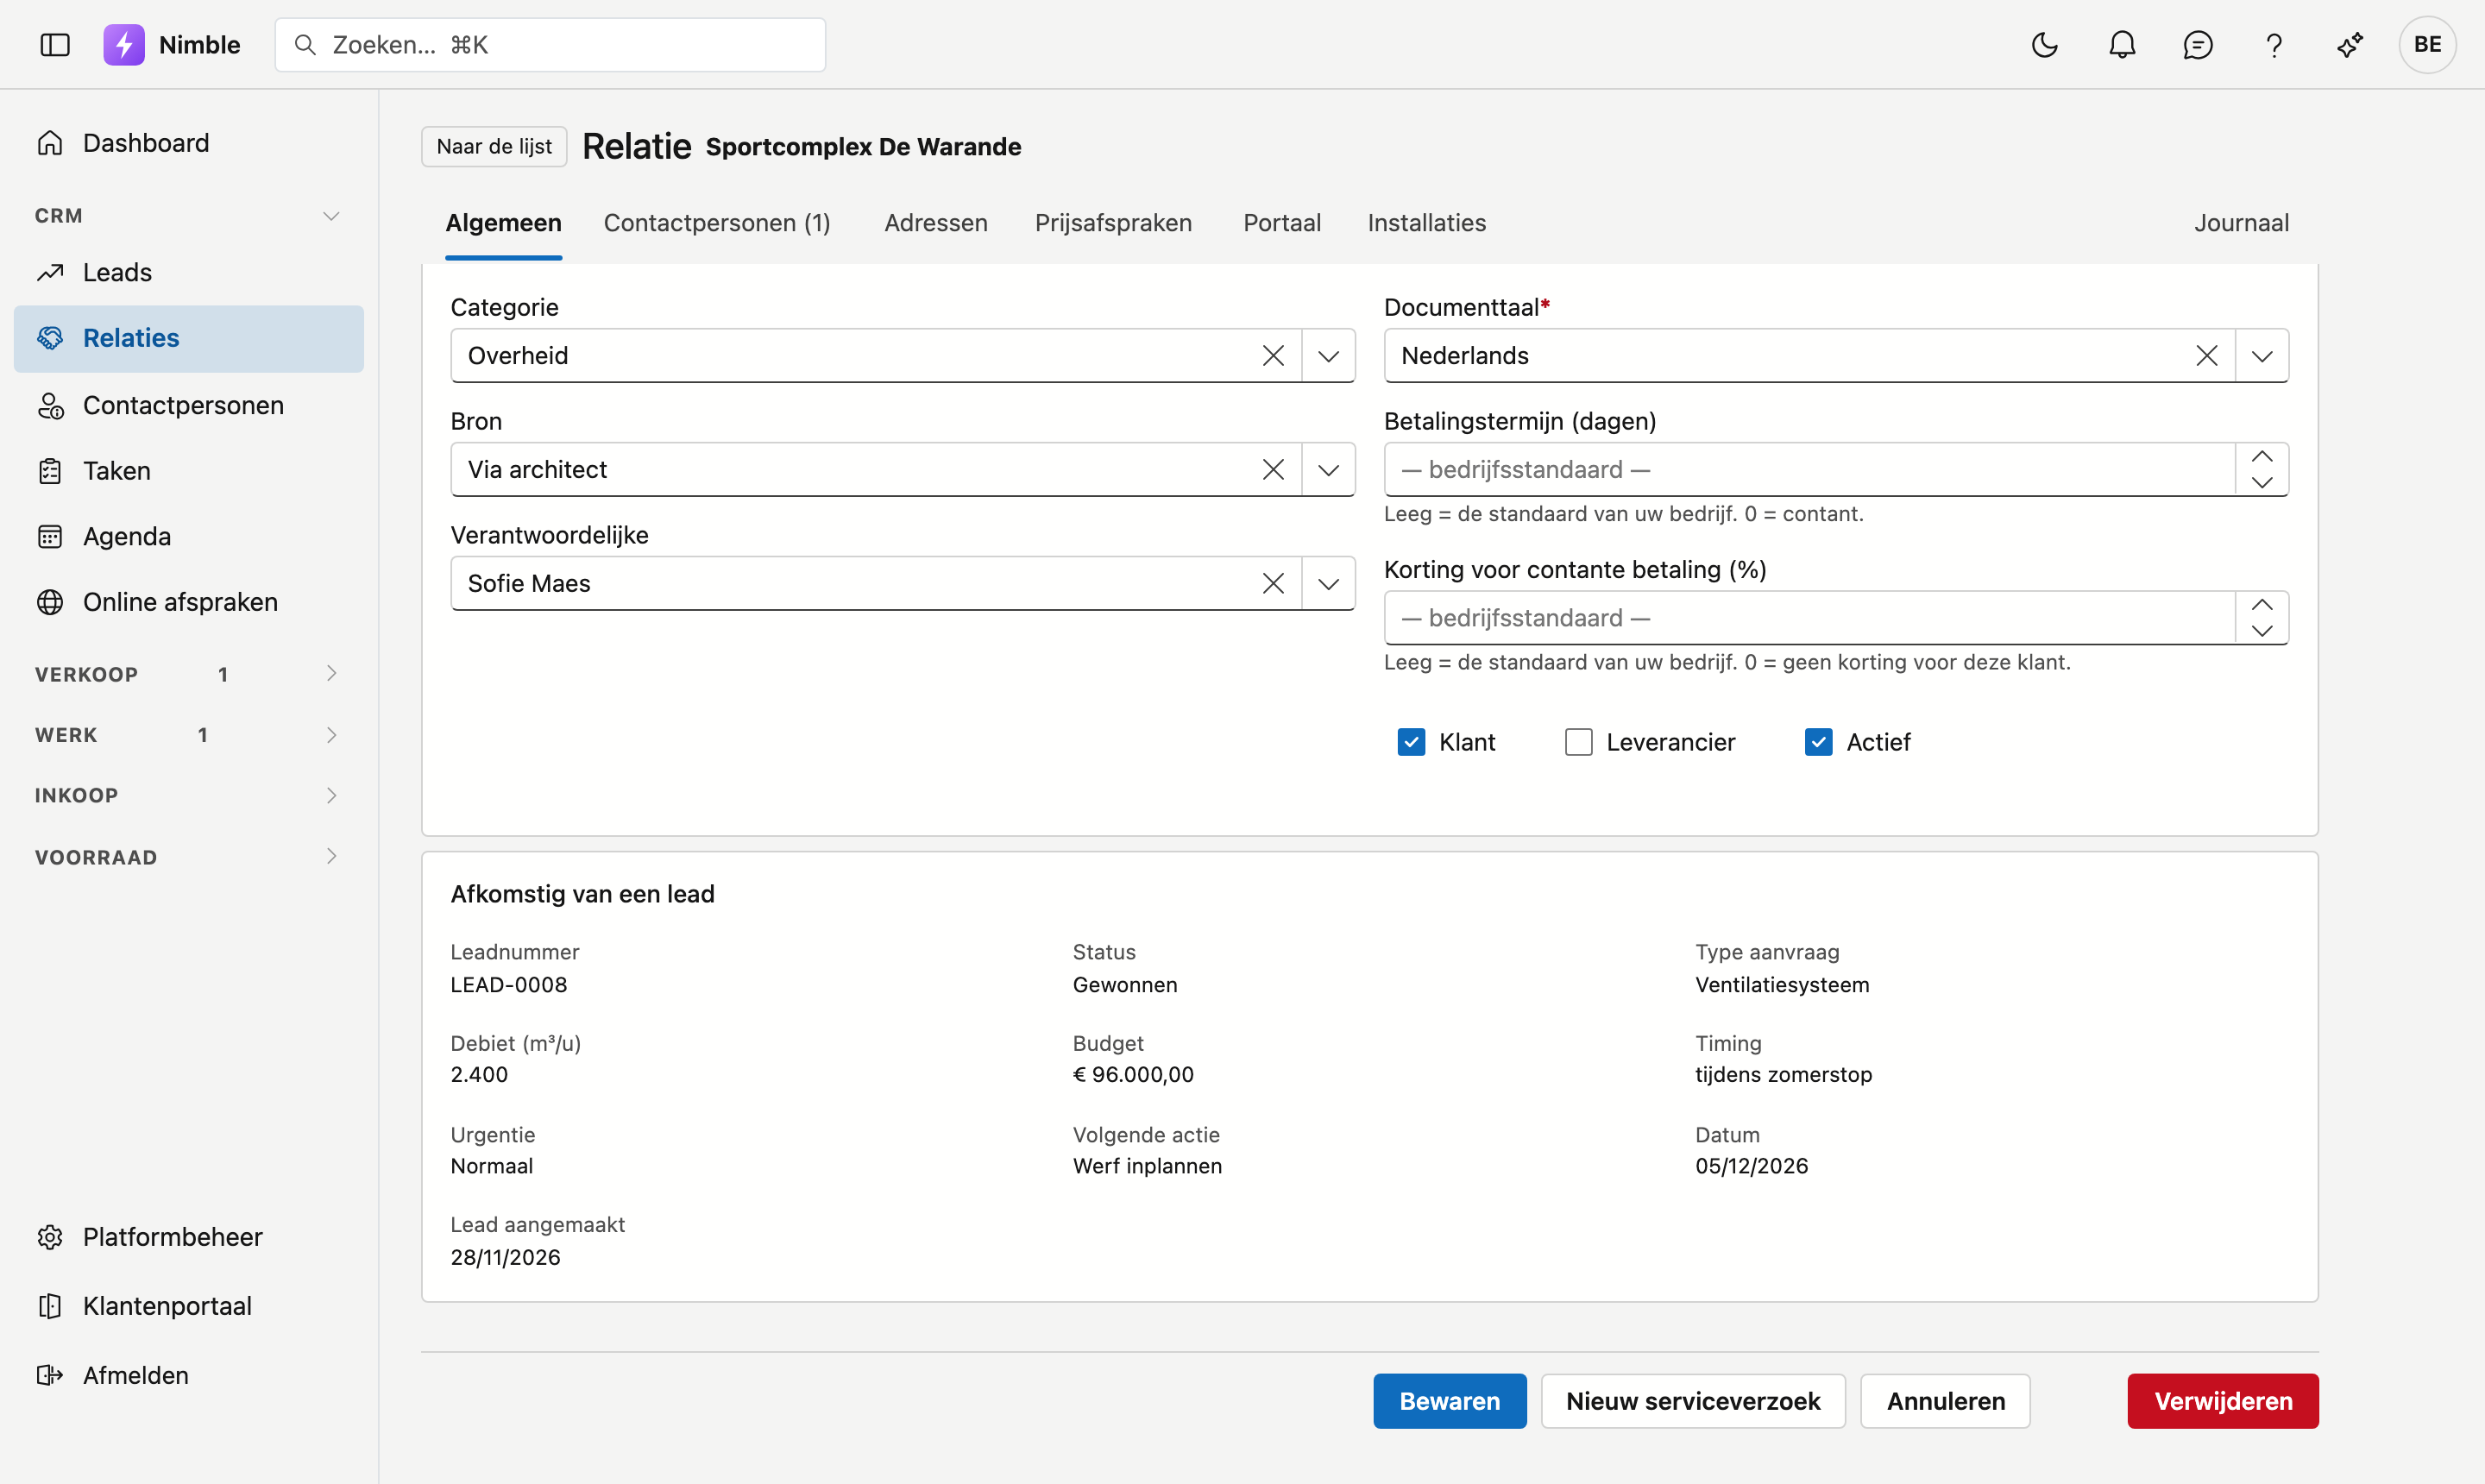 Nimble
Zoeken... ⌘K
BE
Dashboard
CRM
Leads
Relaties
Contactpersonen
Taken
Agenda
Online afspraken
VERKOOP 1
WERK 1
INKOOP
VOORRAAD
Platformbeheer
Klantenportaal
Afmelden
Naar de lijst Relatie Sportcomplex De Warande
Algemeen Contactpersonen (1) Adressen Prijsafspraken Portaal Installaties Journaal
Categorie
Overheid
Bron
Via architect
Verantwoordelijke
Sofie Maes
Documenttaal*
Nederlands
Betalingstermijn (dagen)
— bedrijfsstandaard —
Leeg = de standaard van uw bedrijf. 0 = contant.
Korting voor contante betaling (%)
— bedrijfsstandaard —
Leeg = de standaard van uw bedrijf. 0 = geen korting voor deze klant.
Klant Leverancier Actief
Afkomstig van een lead
Leadnummer Status Type aanvraag
LEAD-0008 Gewonnen Ventilatiesysteem
Debiet (m³/u) Budget Timing
2.400 € 96.000,00 tijdens zomerstop
Urgentie Volgende actie Datum
Normaal Werf inplannen 05/12/2026
Lead aangemaakt
28/11/2026
Bewaren Nieuw serviceverzoek Annuleren Verwijderen